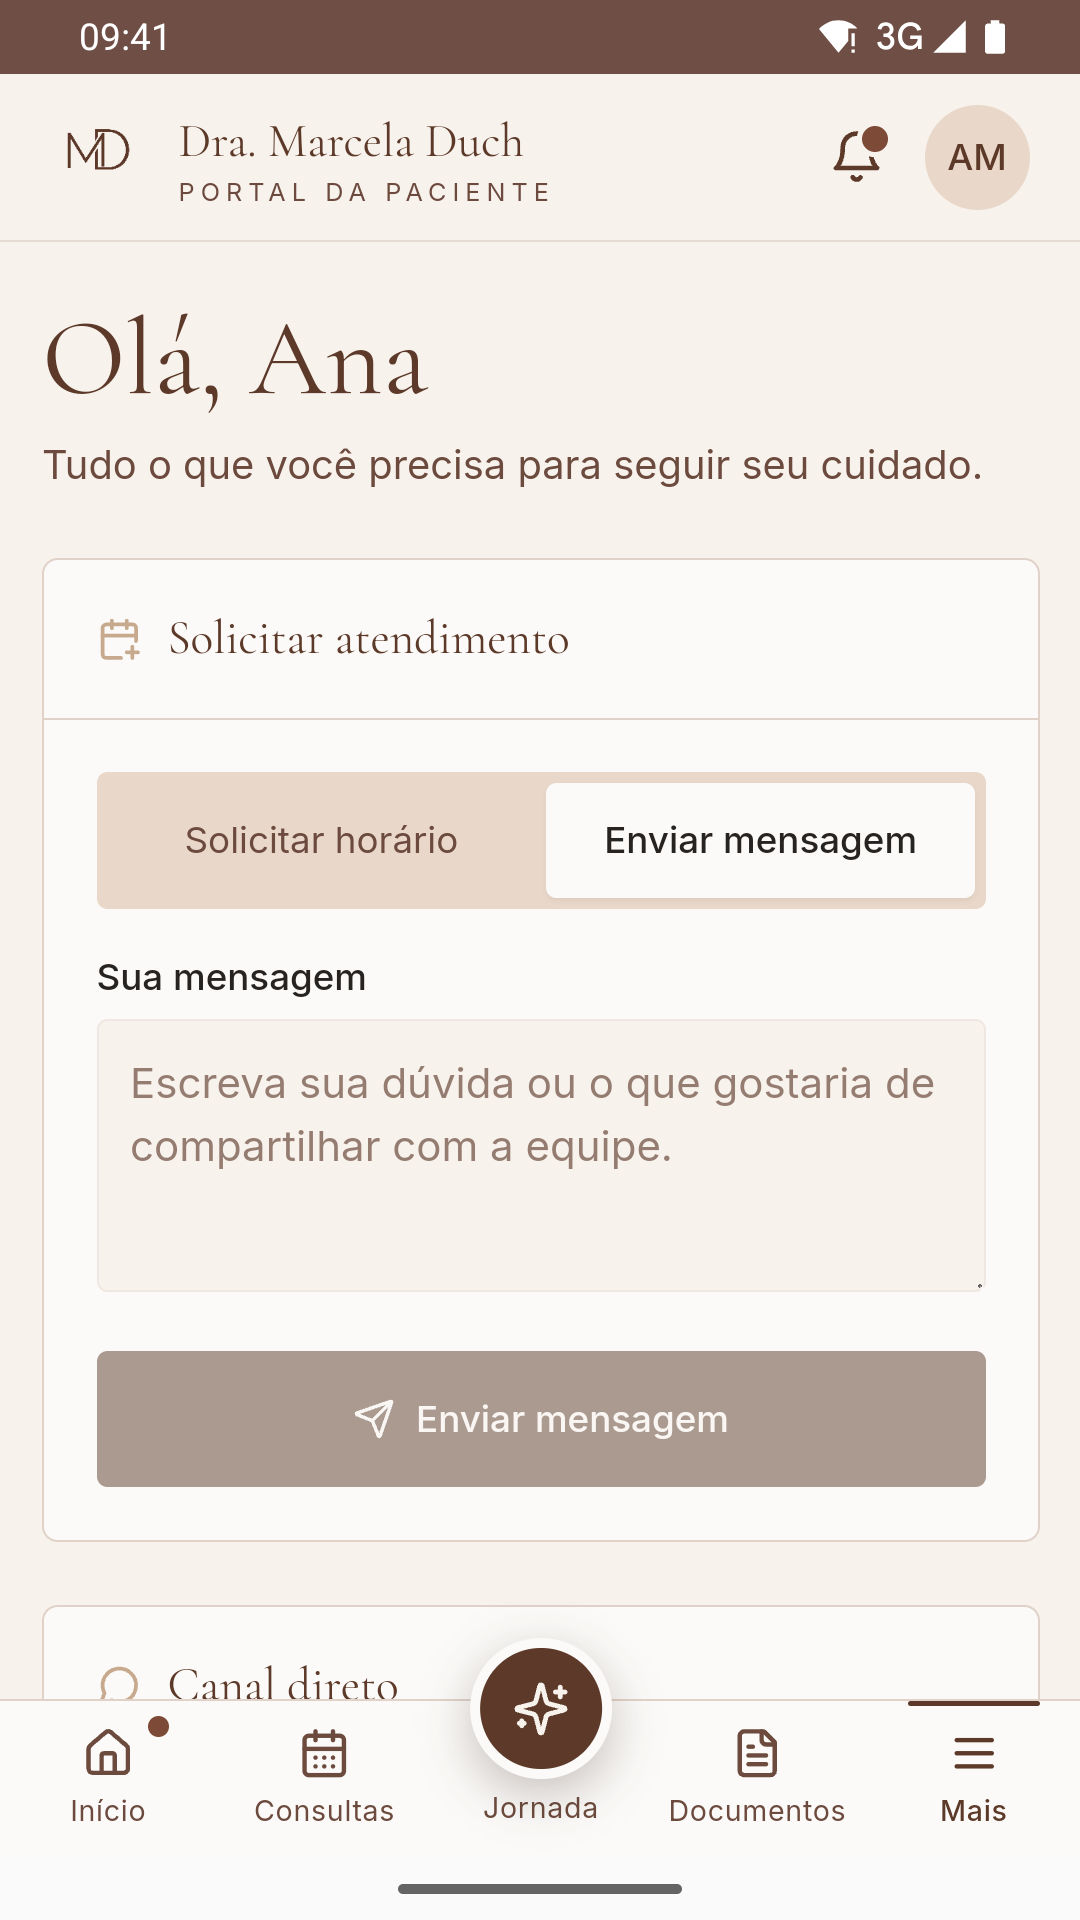 09:41
3G
MD
Dra. Marcela Duch
PORTAL DA PACIENTE
AM
Olá, Ana
Tudo o que você precisa para seguir seu cuidado.
Solicitar atendimento
Solicitar horário
Enviar mensagem
Sua mensagem
Escreva sua dúvida ou o que gostaria de
compartilhar com a equipe.
Enviar mensagem
Canal direto
Início
Consultas
Jornada
Documentos
Mais